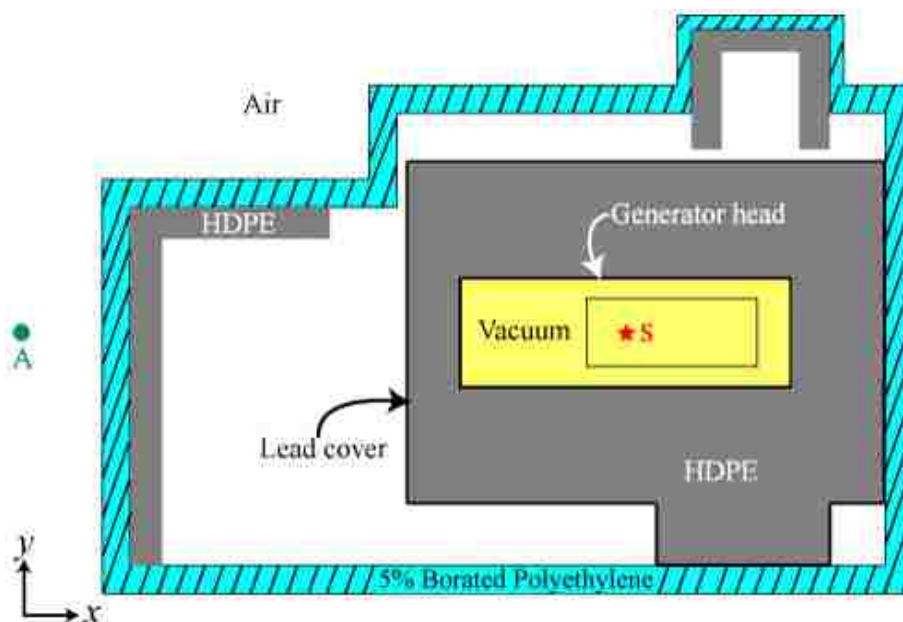 Air
HDPE
Generator head
Vacuum
S
A
Lead cover
HDPE
5% Borated Polyethylene
y
x